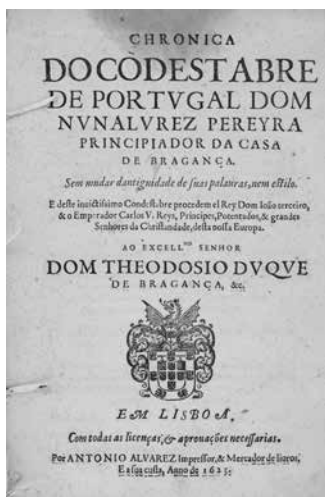 CHRONICA
DO CÕDESTABRE
DE PORTVGAL DOM
NVNALVREZ PEREYRA
PRINCIPIADOR DA CASA
DE BRAGANÇA.
Sem mudar dantiguidade de suas palauras, nem estilo.
E deste inuictissimo Condestabre procedem el Rey Dom Ioão terceiro,
& o Emperador Carlos V. Reys, Principes, Potentados, & grandes
Senhores da Christandade, desta nossa Europa.
AO EXCELL.mo SENHOR
DOM THEODOSIO DVQVE
DE BRAGANÇA, &c.
EM LISBOA,
Com todas as licenças, & aprouações necessarias.
Por ANTONIO ALVAREZ Impressor, & Mercador de liuros,
E a sua custa, Anno de 1623.